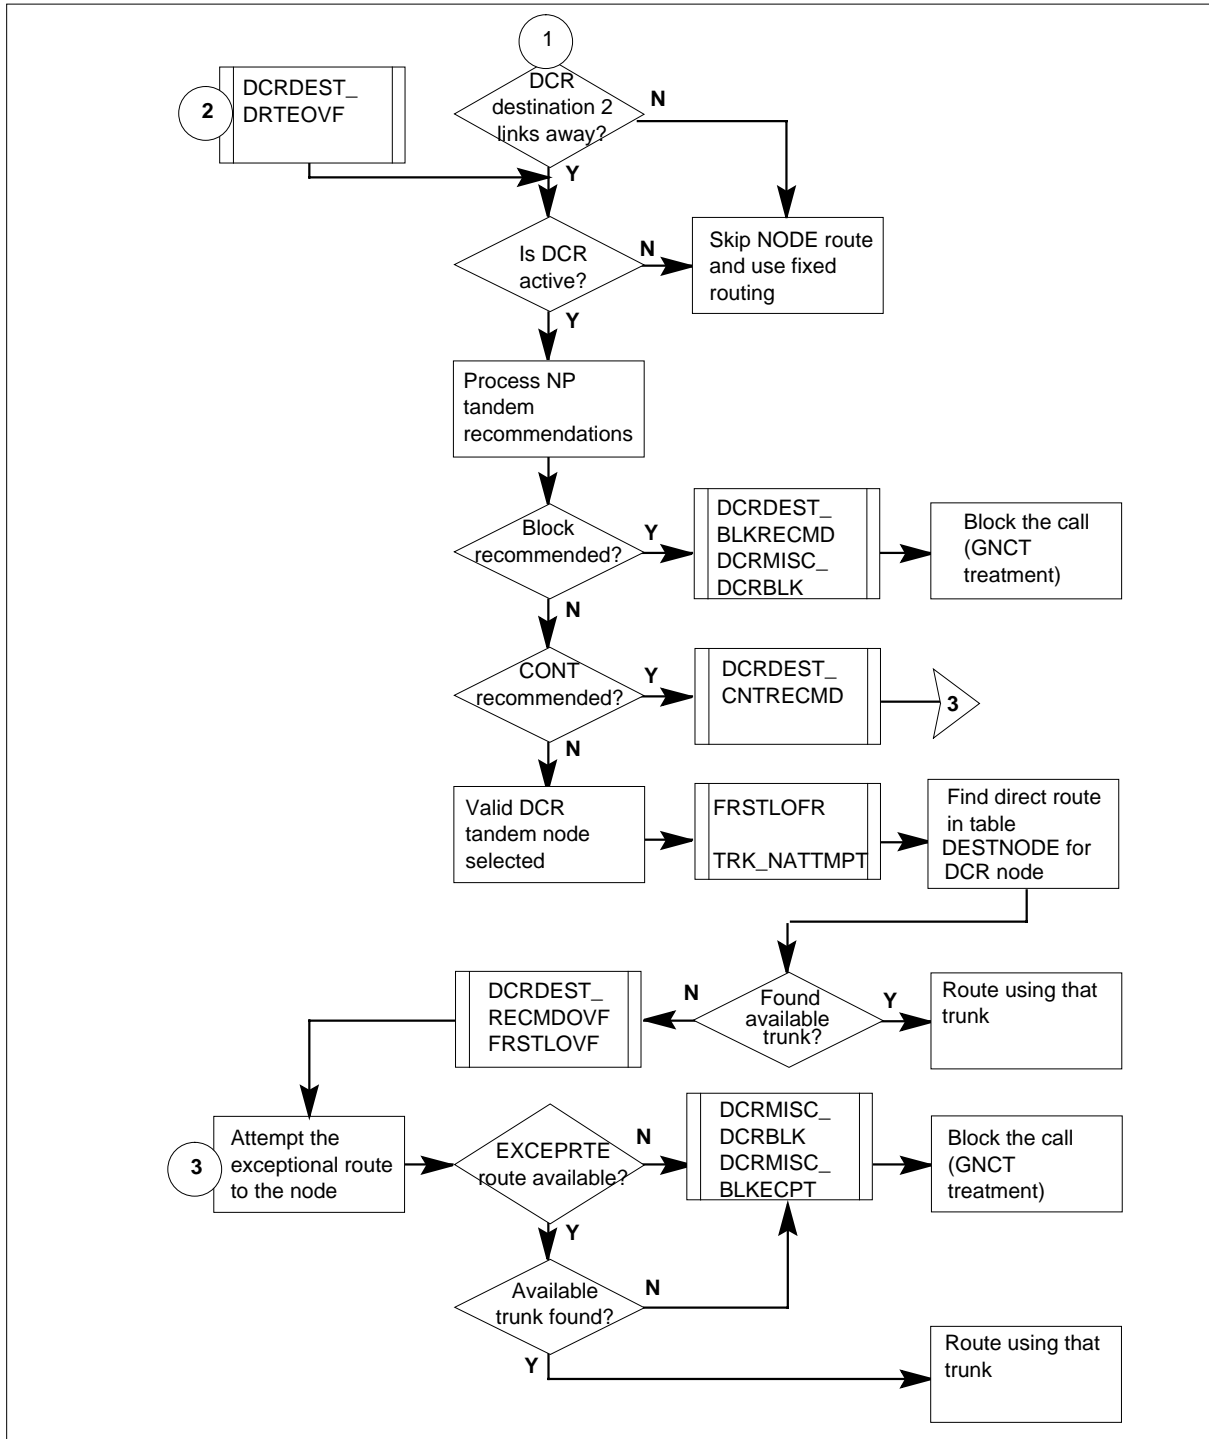 1
DCR
destination 2
links away?
N
Y
2
DCRDEST_
DRTEOVF
Is DCR
active?
N
Y
Skip NODE route
and use fixed
routing
Process NP
tandem
recommendations
Block
recommended?
Y
N
DCRDEST_
BLKRECMD
DCRMISC_
DCRBLK
Block the call
(GNCT
treatment)
CONT
recommended?
Y
N
DCRDEST_
CNTRECMD
3
Valid DCR
tandem node
selected
FRSTLOFR
TRK_NATTMPT
Find direct route
in table
DESTNODE for
DCR node
Found
available
trunk?
N
Y
DCRDEST_
RECMDOVF
FRSTLOVF
Route using that
trunk
3
Attempt the
exceptional route
to the node
EXCEPRTE
route available?
N
Y
DCRMISC_
DCRBLK
DCRMISC_
BLKECPT
Block the call
(GNCT
treatment)
Available
trunk found?
N
Y
Route using that
trunk